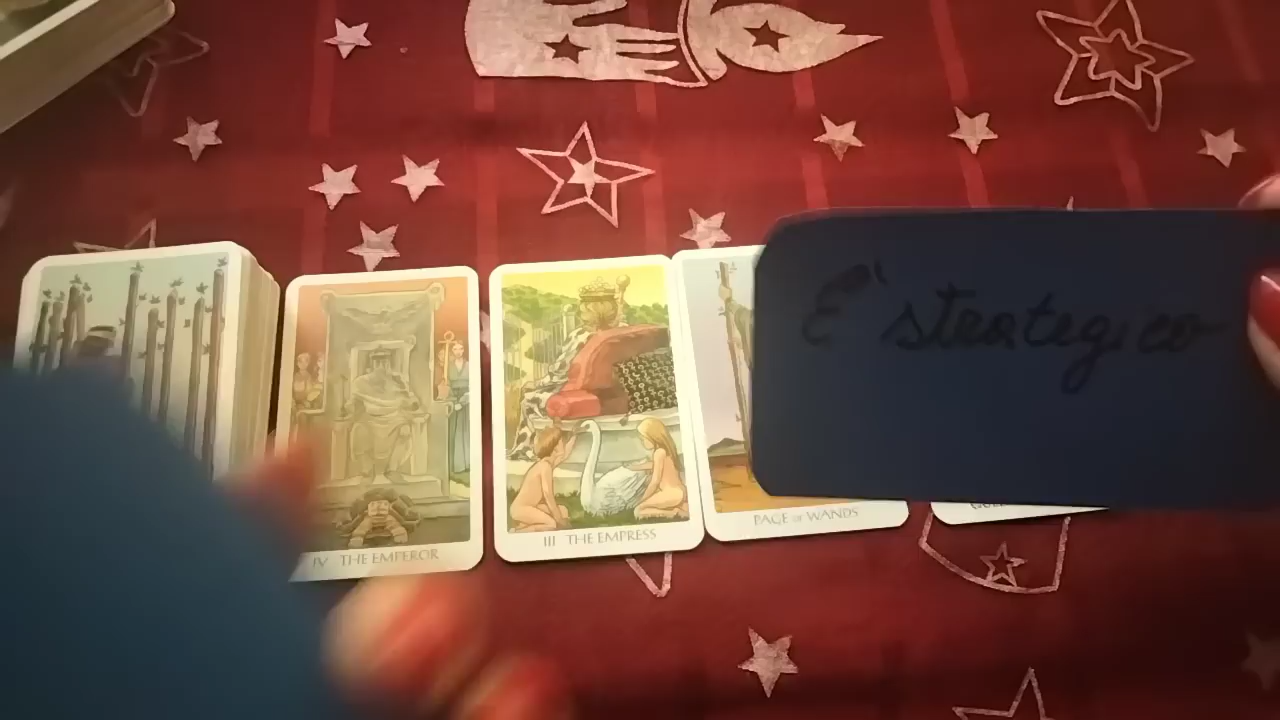 E' strategico
IV THE EMPEROR
III THE EMPRESS
PAGE OF WANDS